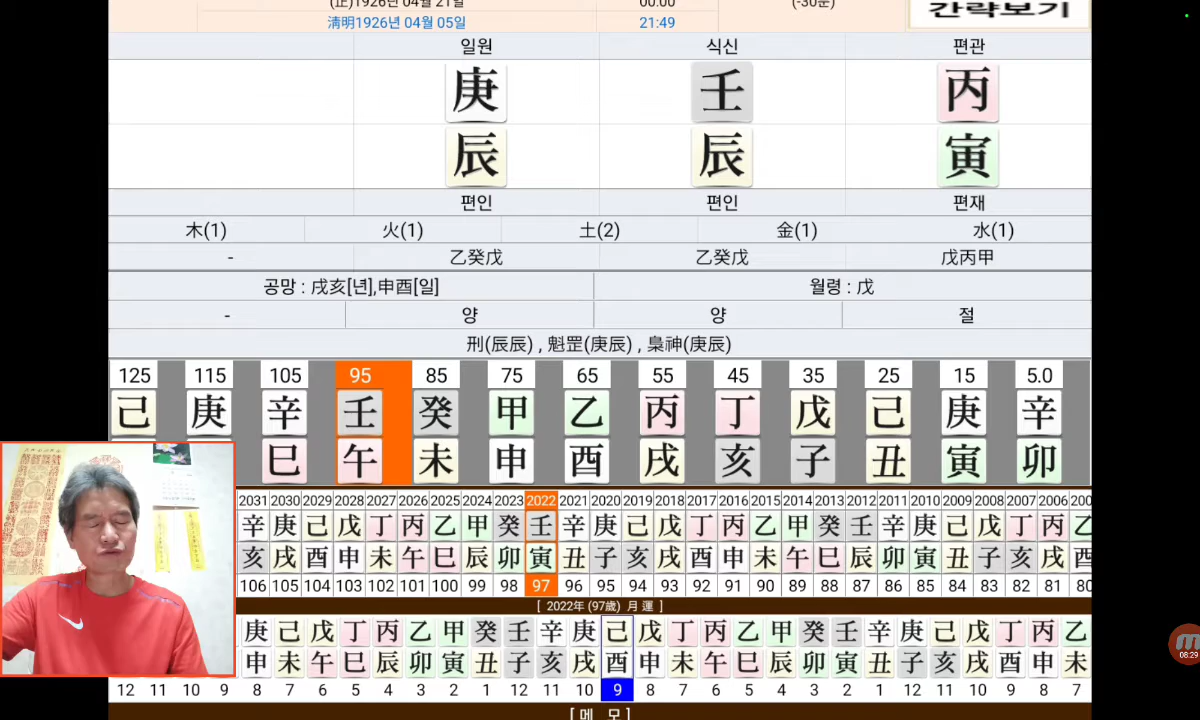 (正)1926년 04월 21일 00:00 (-30분)
간략보기
淸明1926년 04월 05일 21:49
일원 식신 편관
庚 壬 丙
辰 辰 寅
편인 편인 편재
木(1) 火(1) 土(2) 金(1) 水(1)
- 乙癸戊 乙癸戊 戊丙甲
공망 : 戌亥[년],申酉[일] 월령 : 戊
- 양 양 절
刑(辰辰) , 魁罡(庚辰) , 梟神(庚辰)
125 115 105 95 85 75 65 55 45 35 25 15 5.0
己 庚 辛 壬 癸 甲 乙 丙 丁 戊 己 庚 辛
巳 午 未 申 酉 戌 亥 子 丑 寅 卯
2031 2030 2029 2028 2027 2026 2025 2024 2023 2022 2021 2020 2019 2018 2017 2016 2015 2014 2013 2012 2011 2010 2009 2008 2007 2006 200
辛 庚 己 戊 丁 丙 乙 甲 癸 壬 辛 庚 己 戊 丁 丙 乙 甲 癸 壬 辛 庚 己 戊 丁 丙 乙
亥 戌 酉 申 未 午 巳 辰 卯 寅 丑 子 亥 戌 酉 申 未 午 巳 辰 卯 寅 丑 子 亥 戌 酉
106 105 104 103 102 101 100 99 98 97 96 95 94 93 92 91 90 89 88 87 86 85 84 83 82 81 80
[ 2022年 (97歲) 月 運 ]
庚 己 戊 丁 丙 乙 甲 癸 壬 辛 庚 己 戊 丁 丙 乙 甲 癸 壬 辛 庚 己 戊 丁 丙 乙
申 未 午 巳 辰 卯 寅 丑 子 亥 戌 酉 申 未 午 巳 辰 卯 寅 丑 子 亥 戌 酉 申 未
12 11 10 9 8 7 6 5 4 3 2 1 12 11 10 9 8 7 6 5 4 3 2 1 12 11 10 9 8 7
[ 메 모 ]
08:29